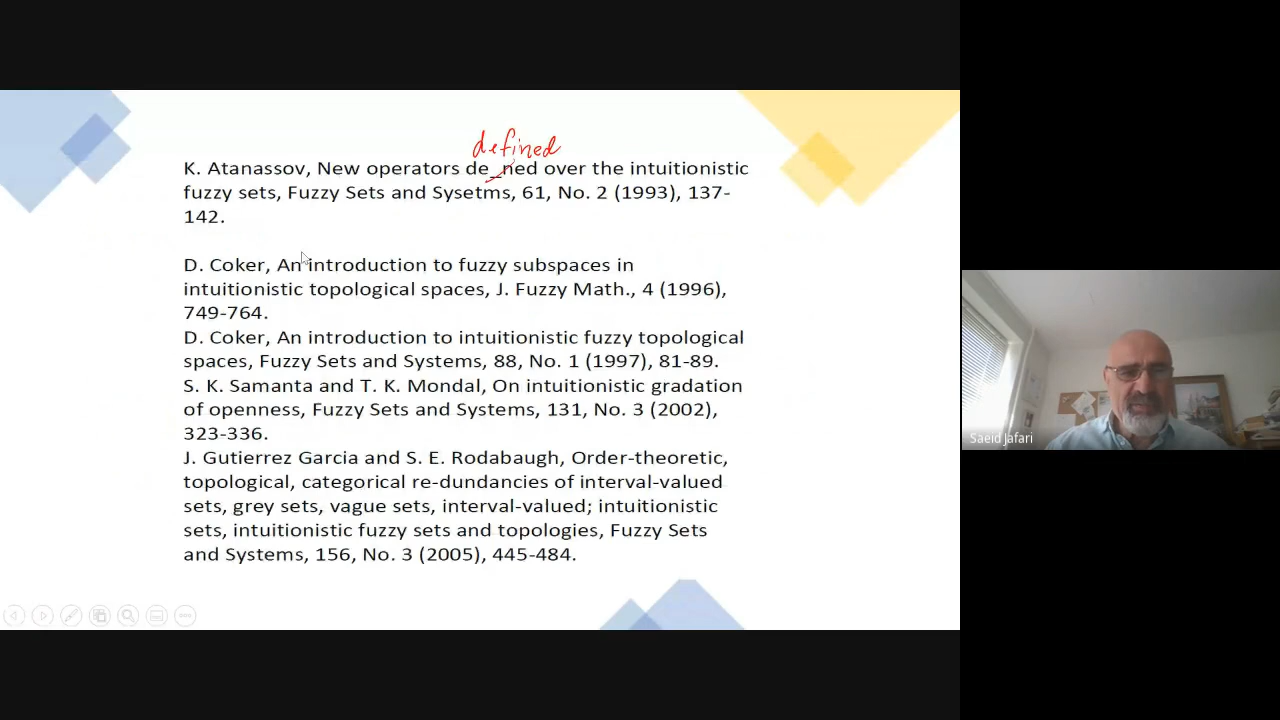 defined
K. Atanassov, New operators de_ned over the intuitionistic
fuzzy sets, Fuzzy Sets and Sysetms, 61, No. 2 (1993), 137-
142.
D. Coker, An introduction to fuzzy subspaces in
intuitionistic topological spaces, J. Fuzzy Math., 4 (1996),
749-764.
D. Coker, An introduction to intuitionistic fuzzy topological
spaces, Fuzzy Sets and Systems, 88, No. 1 (1997), 81-89.
S. K. Samanta and T. K. Mondal, On intuitionistic gradation
of openness, Fuzzy Sets and Systems, 131, No. 3 (2002),
323-336.
J. Gutierrez Garcia and S. E. Rodabaugh, Order-theoretic,
topological, categorical re-dundancies of interval-valued
sets, grey sets, vague sets, interval-valued; intuitionistic
sets, intuitionistic fuzzy sets and topologies, Fuzzy Sets
and Systems, 156, No. 3 (2005), 445-484.
Saeid Jafari